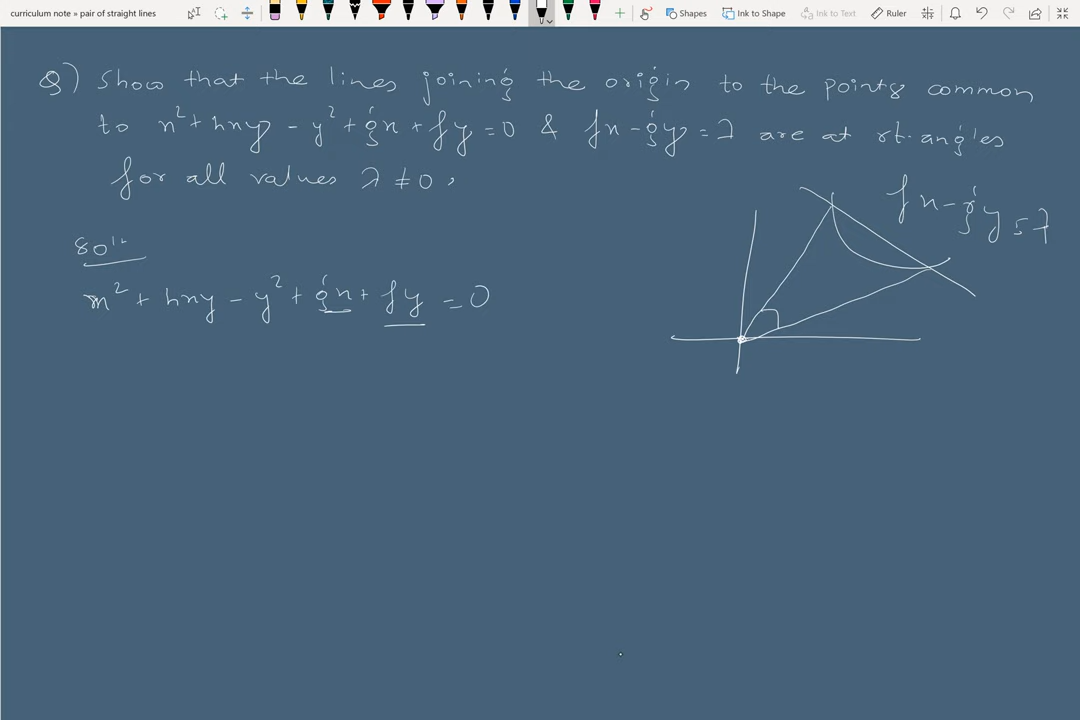 curriculum note » pair of straight lines
Shapes Ink to Shape Ink to Text Ruler
Q) Show that the lines joining the origin to the points common
to x² + hxy - y² + gx + fy = 0 & fx - gy = λ are at rt. angles
for all values λ ≠ 0.
fx - gy = λ
Solⁿ
x² + hxy - y² + gx + fy = 0